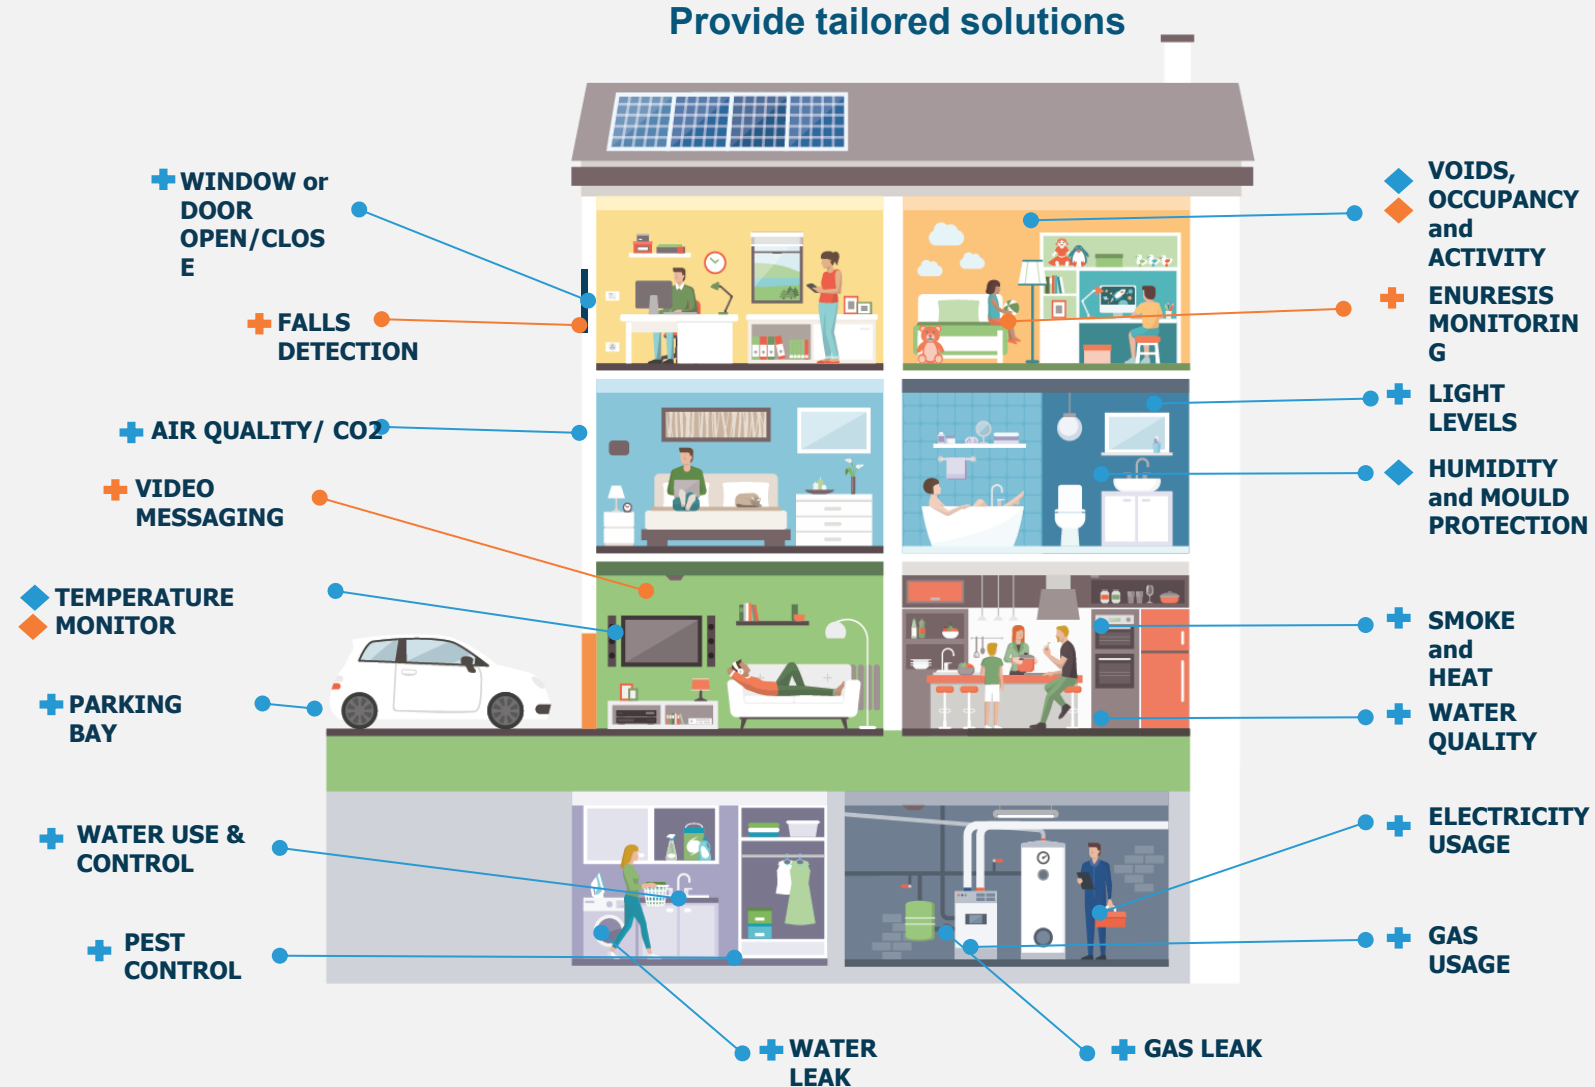 Provide tailored solutions
WINDOW or
DOOR
OPEN/CLOS
E
FALLS
DETECTION
AIR QUALITY/ CO2
VIDEO
MESSAGING
TEMPERATURE
MONITOR
PARKING
BAY
WATER USE &
CONTROL
PEST
CONTROL
VOIDS,
OCCUPANCY
and
ACTIVITY
ENURESIS
MONITORIN
G
LIGHT
LEVELS
HUMIDITY
and MOULD
PROTECTION
SMOKE
and
HEAT
WATER
QUALITY
ELECTRICITY
USAGE
GAS
USAGE
WATER
LEAK
GAS LEAK